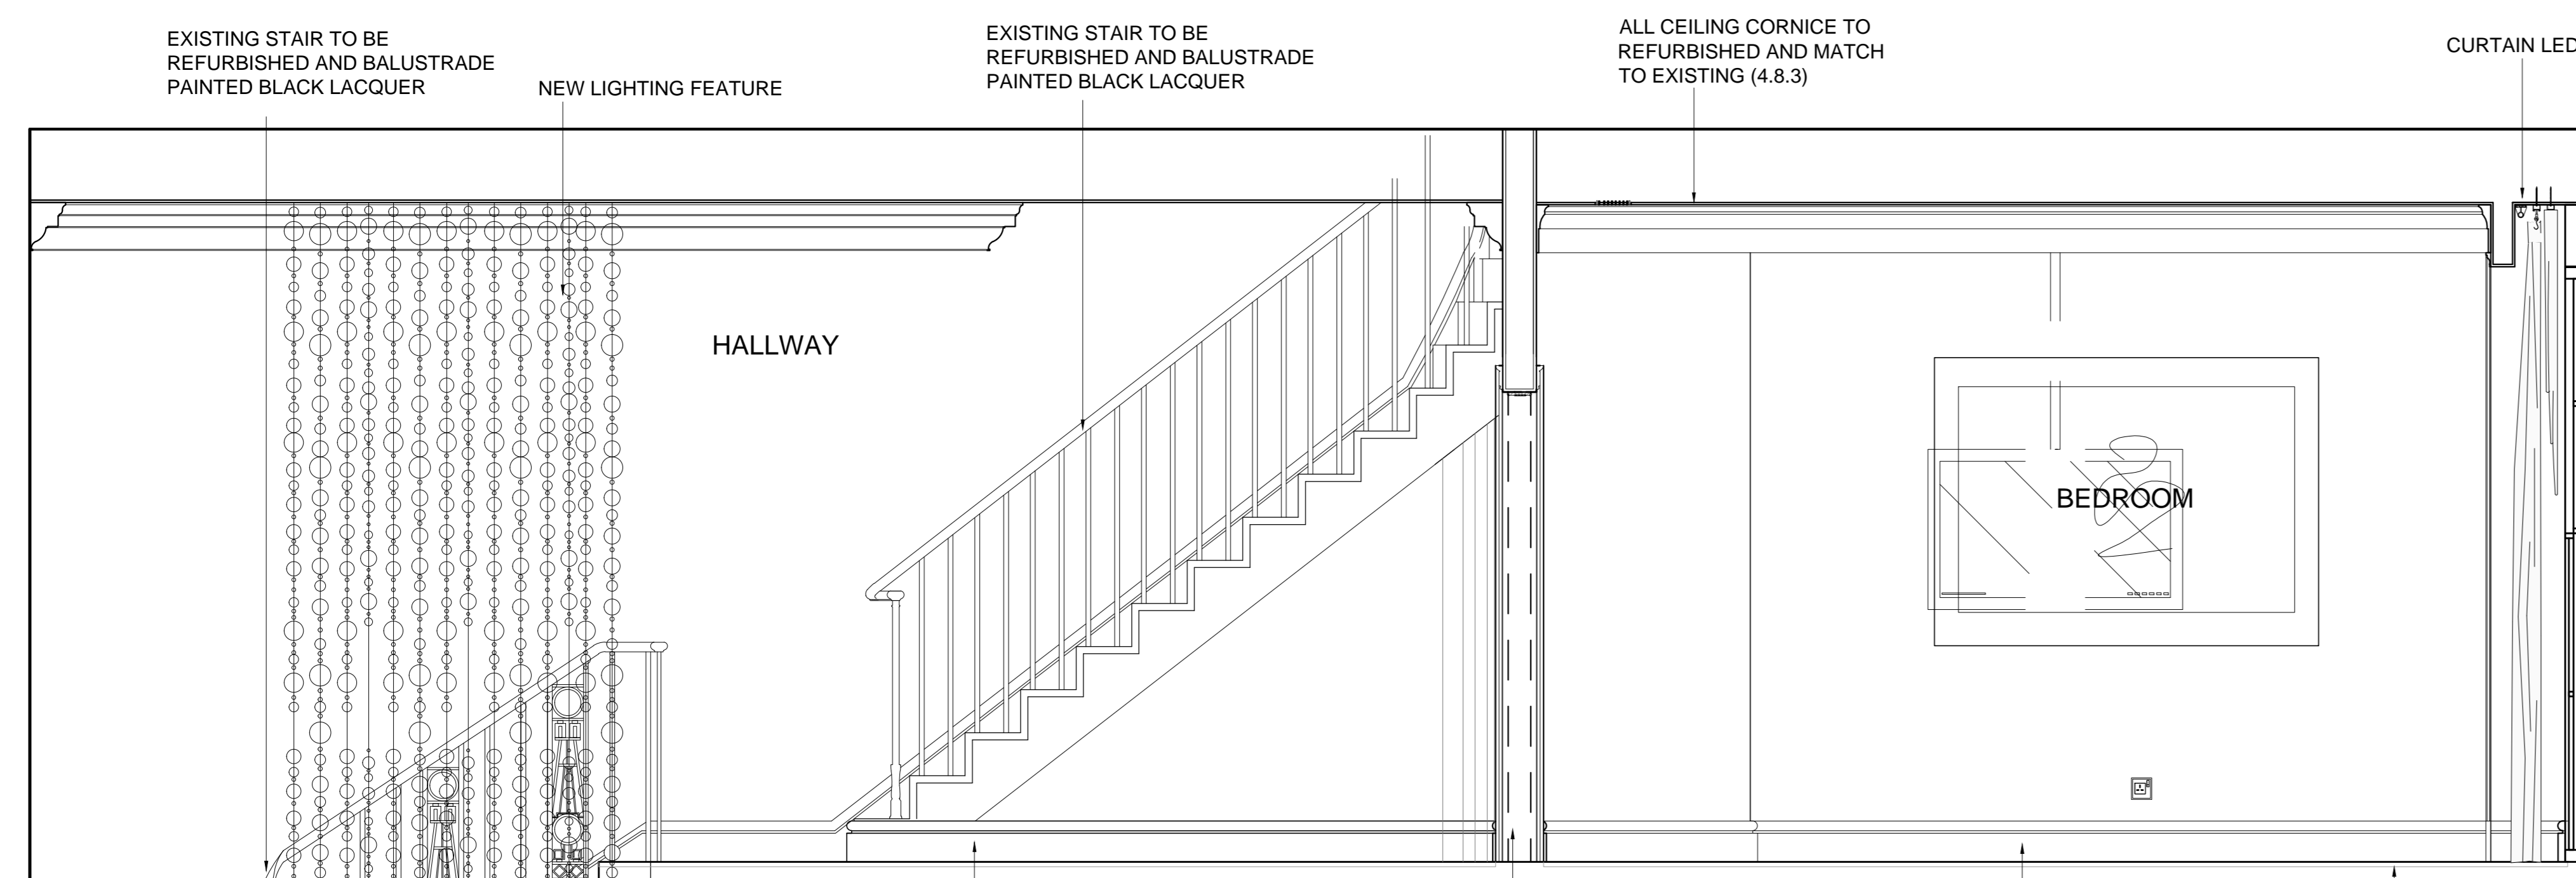 EXISTING STAIR TO BE
REFURBISHED AND BALUSTRADE
PAINTED BLACK LACQUER
NEW LIGHTING FEATURE
EXISTING STAIR TO BE
REFURBISHED AND BALUSTRADE
PAINTED BLACK LACQUER
ALL CEILING CORNICE TO
REFURBISHED AND MATCH
TO EXISTING (4.8.3)
CURTAIN LED
HALLWAY
BEDROOM